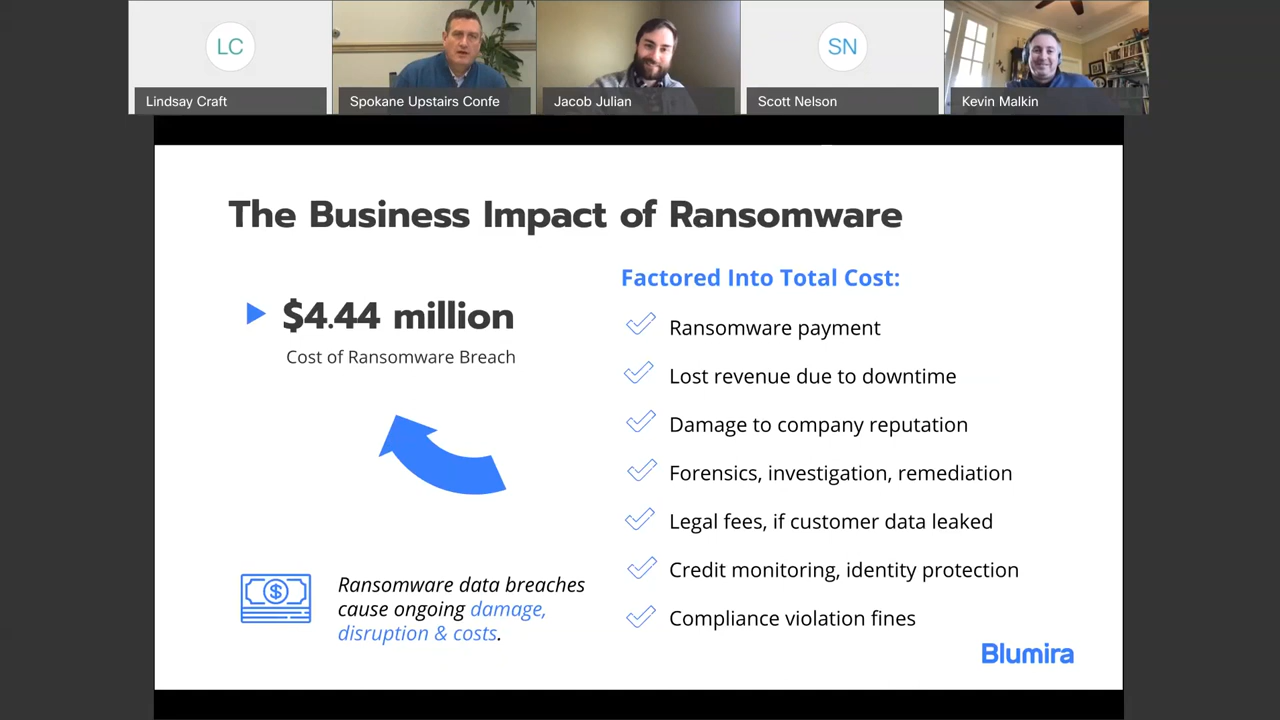 LC
SN
Lindsay Craft
Spokane Upstairs Confe
Jacob Julian
Scott Nelson
Kevin Malkin
The Business Impact of Ransomware
$4.44 million
Cost of Ransomware Breach
Ransomware data breaches
cause ongoing damage,
disruption & costs.
Factored Into Total Cost:
Ransomware payment
Lost revenue due to downtime
Damage to company reputation
Forensics, investigation, remediation
Legal fees, if customer data leaked
Credit monitoring, identity protection
Compliance violation fines
Blumira